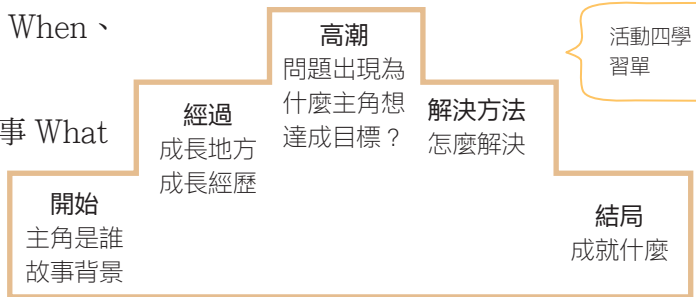 When、
事 What
開始
主角是誰
故事背景
經過
成長地方
成長經歷
高潮
問題出現為
什麼主角想
達成目標？
解決方法
怎麼解決
結局
成就什麼
活動四學
習單